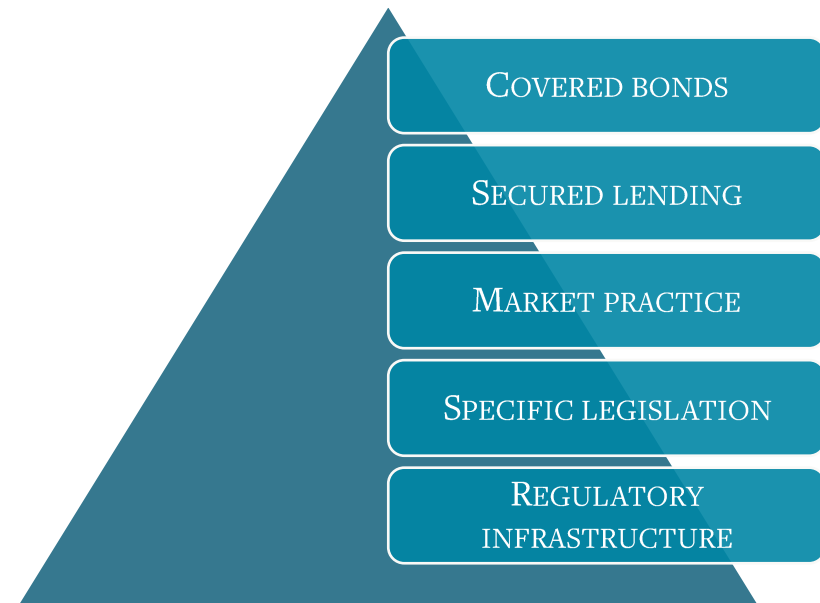 COVERED BONDS
SECURED LENDING
MARKET PRACTICE
SPECIFIC LEGISLATION
REGULATORY
INFRASTRUCTURE